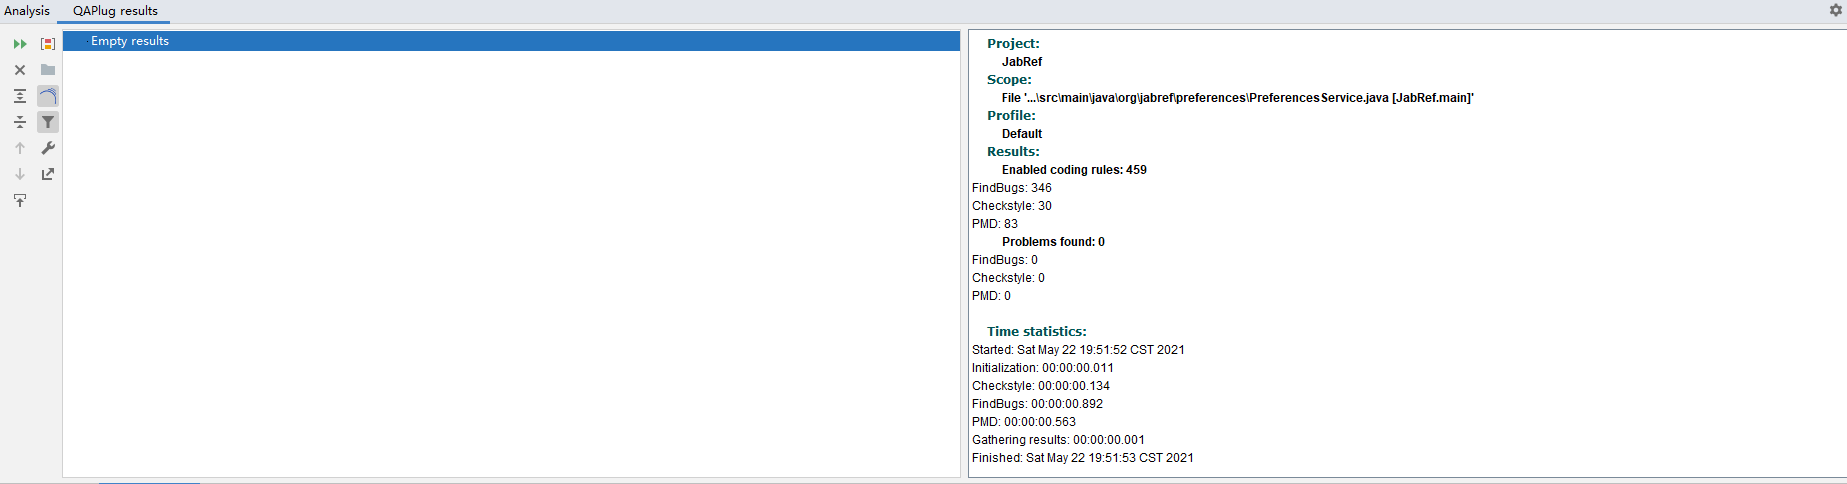 Analysis QAPlug results
Empty results
Project:
JabRef
Scope:
File '...\src\main\java\org\jabref\preferences\PreferencesService.java [JabRef.main]'
Profile:
Default
Results:
Enabled coding rules: 459
FindBugs: 346
Checkstyle: 30
PMD: 83
Problems found: 0
FindBugs: 0
Checkstyle: 0
PMD: 0
Time statistics:
Started: Sat May 22 19:51:52 CST 2021
Initialization: 00:00:00.011
Checkstyle: 00:00:00.134
FindBugs: 00:00:00.892
PMD: 00:00:00.563
Gathering results: 00:00:00.001
Finished: Sat May 22 19:51:53 CST 2021